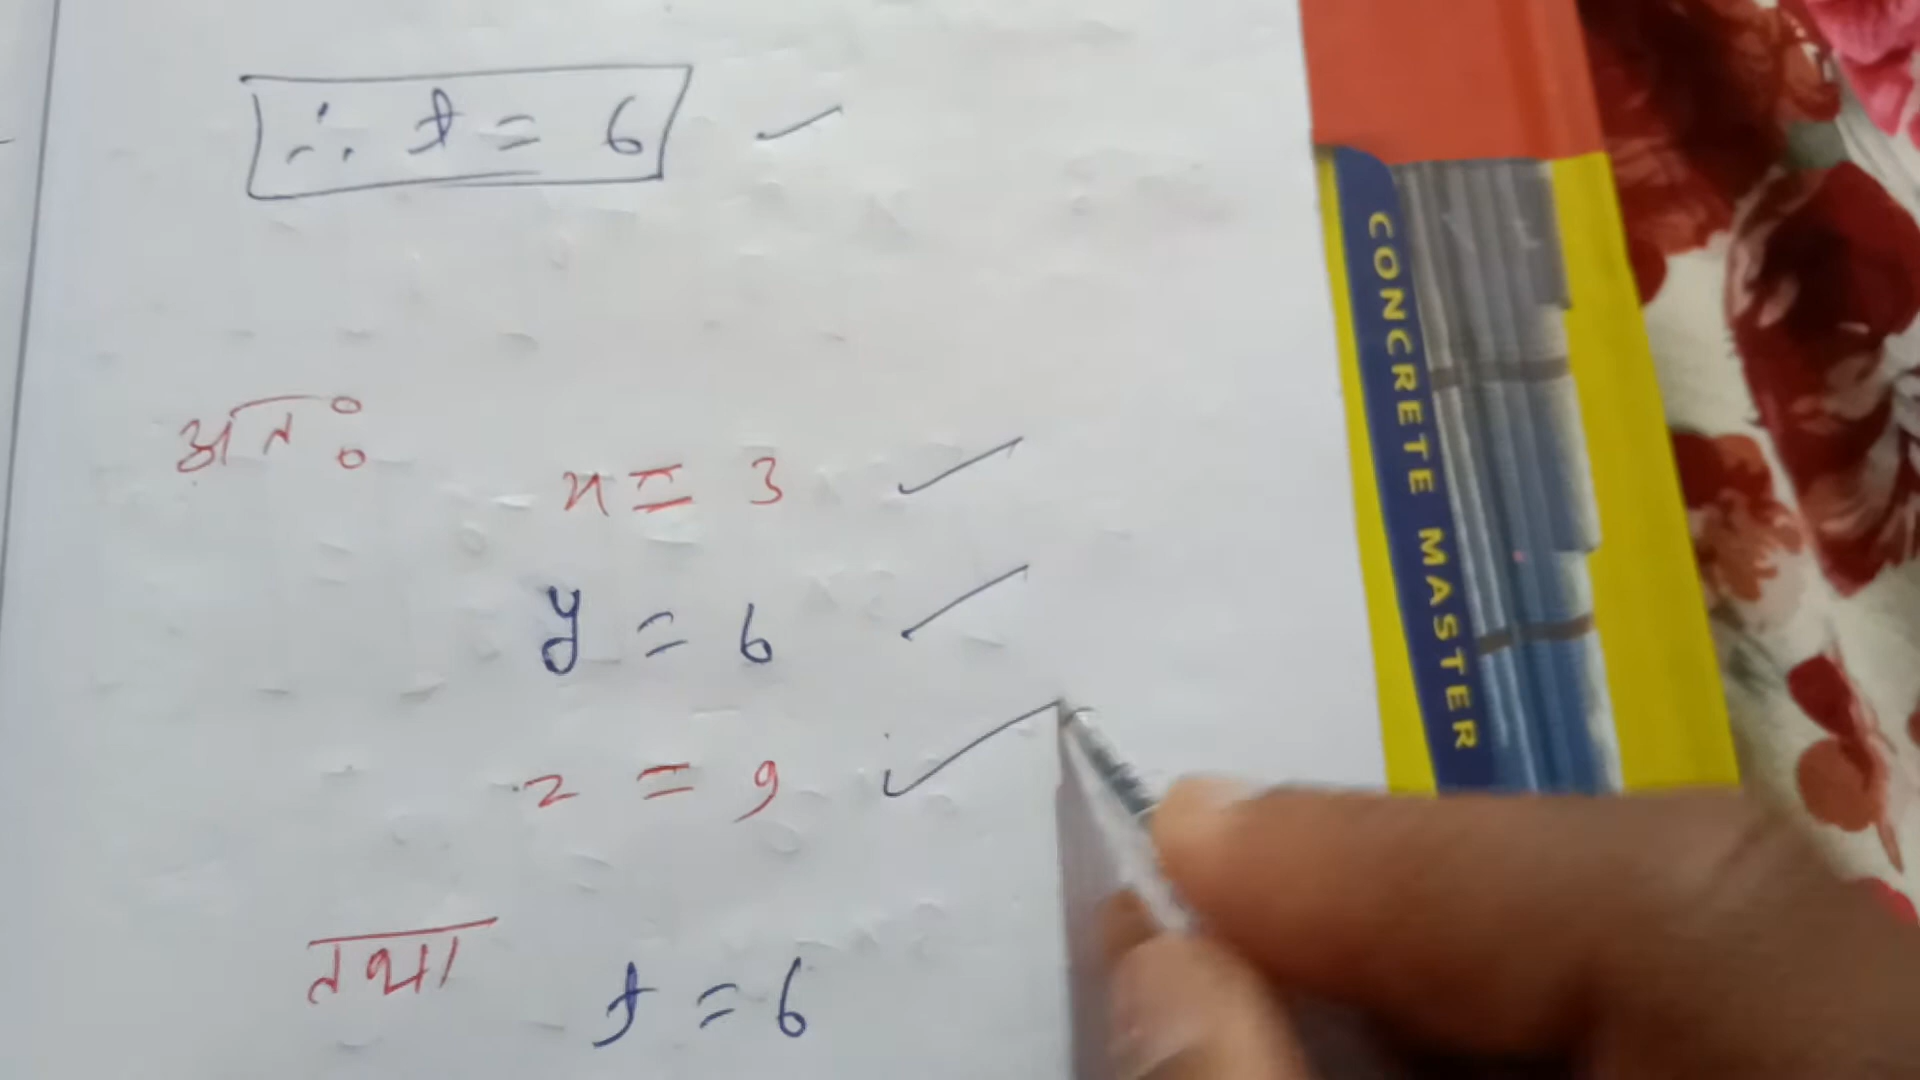 ∴ t = 6
अतः
x = 3
y = 6
z = 9
तथा t = 6
CONCRETE MASTER